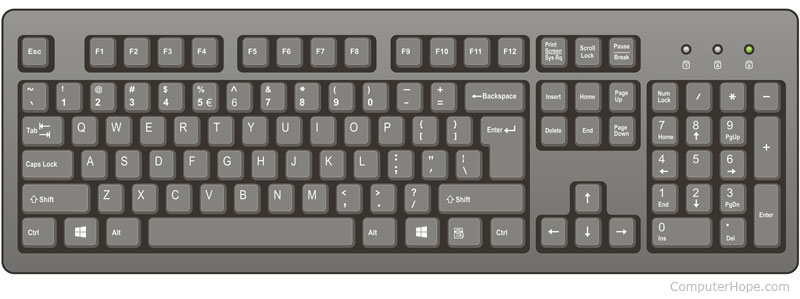 Esc F1 F2 F3 F4 F5 F6 F7 F8 F9 F10 F11 F12 Print Screen Sys Rq Scroll Lock Pause Break
1 A
~ ! @ # $ % ^ & * ( ) _ + ←Backspace Insert Home Page Up Num Lock / * −
` 1 2 3 4 5 € 6 7 8 9 0 - =
Tab Q W E R T Y U I O P { [ } ] Enter ↵ Delete End Page Down 7 Home 8 ↑ 9 PgUp +
Caps Lock A S D F G H J K L : ; " , | \ 4 ← 5 6 →
⇧ Shift Z X C V B N M < , > . ? / ⇧ Shift ↑ 1 End 2 ↓ 3 PgDn Enter
Ctrl Alt Alt Ctrl ← ↓ → 0 Ins . Del
ComputerHope.com